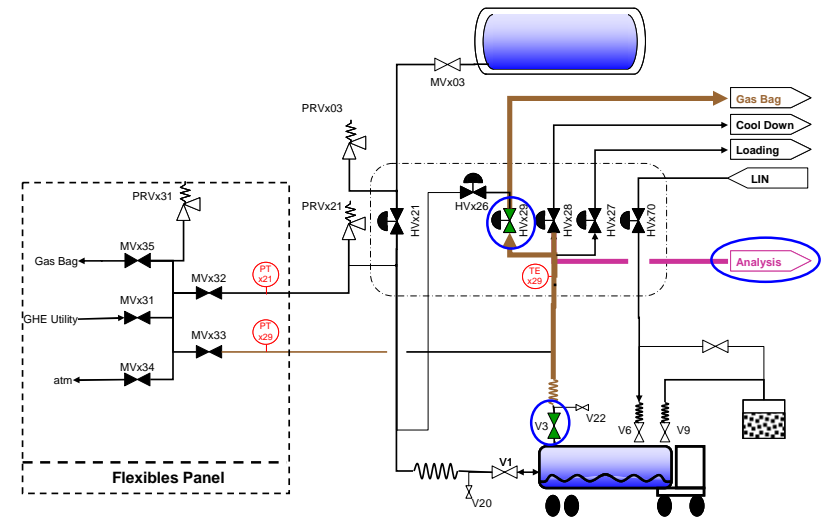 MVx03
Gas Bag
PRVx03
Cool Down
Loading
LIN
PRVx31
PRVx21
HVx26
HVx21
HVx29
HVx28
HVx27
HVx70
MVx35
Gas Bag
MVx32
PT
x21
TE
x29
Analysis
MVx31
GHE Utility
MVx33
PT
x29
MVx34
atm
V22
V3
V6
V9
Flexibles Panel
V1
V20